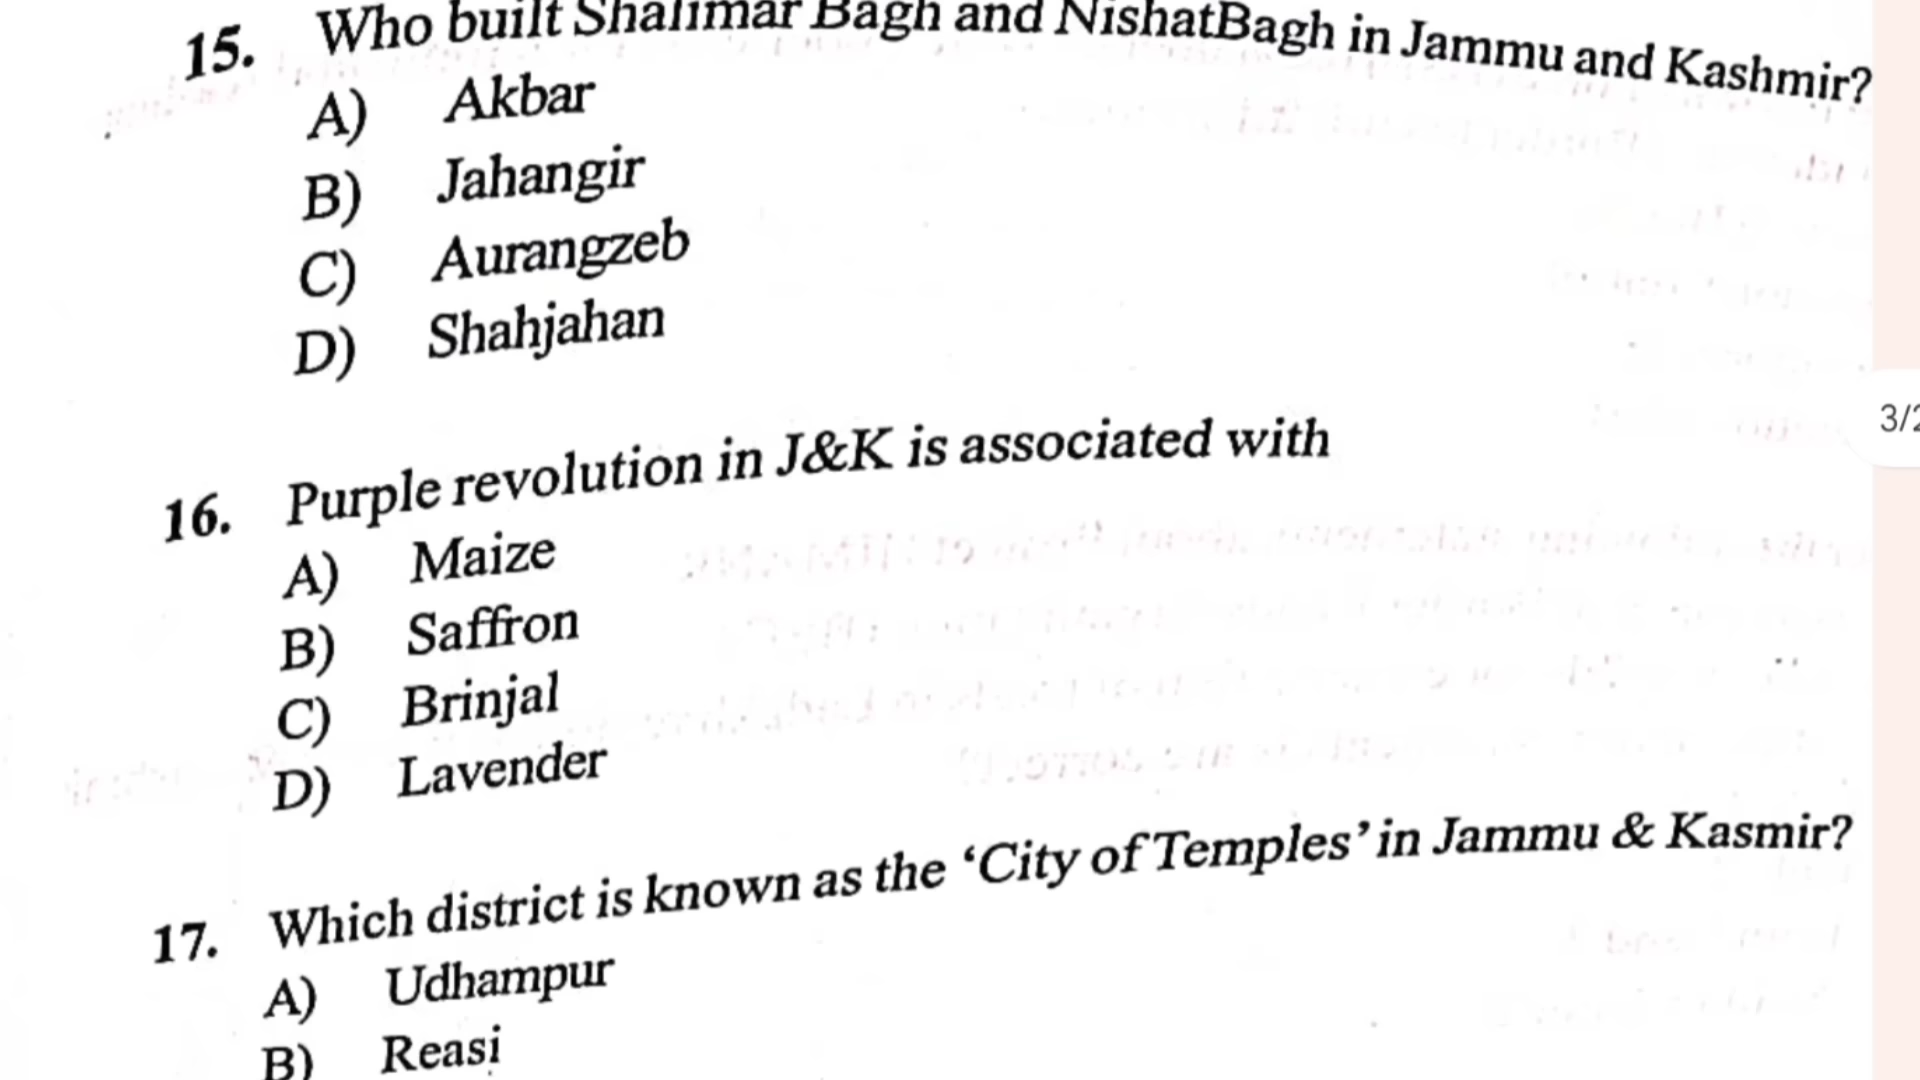 15. Who built Shalimar Bagh and NishatBagh in Jammu and Kashmir?
A) Akbar
B) Jahangir
C) Aurangzeb
D) Shahjahan
3/2
16. Purple revolution in J&K is associated with
A) Maize
B) Saffron
C) Brinjal
D) Lavender
17. Which district is known as the ‘City of Temples’ in Jammu & Kasmir?
A) Udhampur
B) Reasi